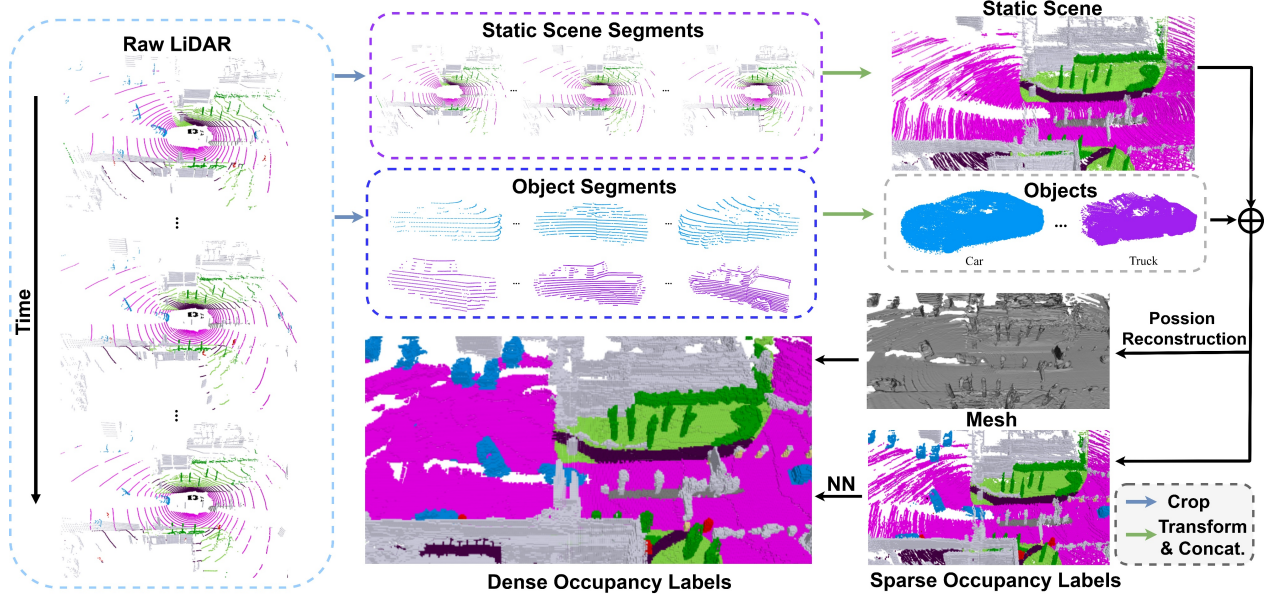 Raw LiDAR
Time
...
...
Static Scene Segments
...
...
Object Segments
...
...
...
...
Static Scene
Objects
...
Car
Truck
Possion
Reconstruction
Mesh
NN
Dense Occupancy Labels
Sparse Occupancy Labels
Crop
Transform
& Concat.